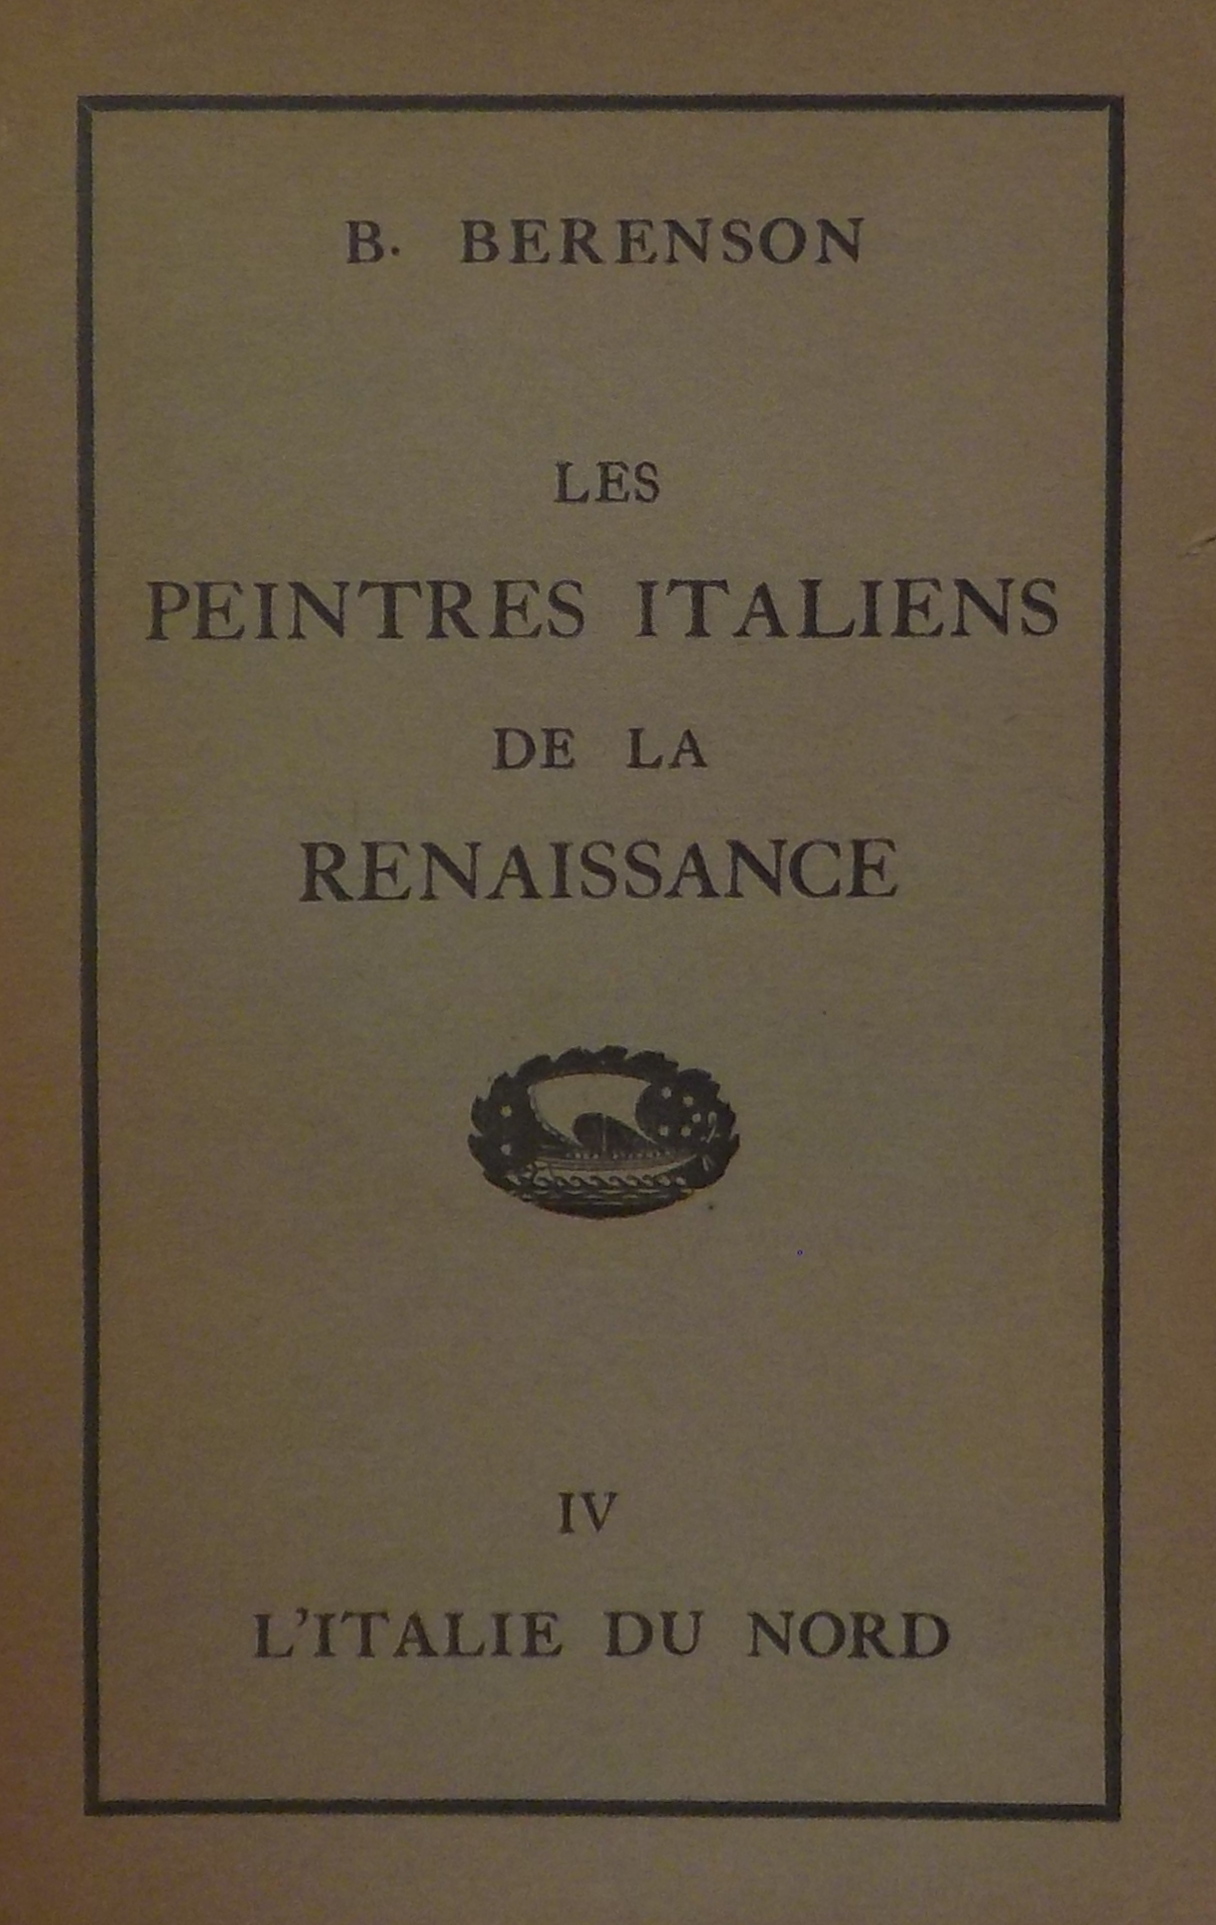 B. BERENSON
LES
PEINTRES ITALIENS
DE LA
RENAISSANCE
IV
L'ITALIE DU NORD